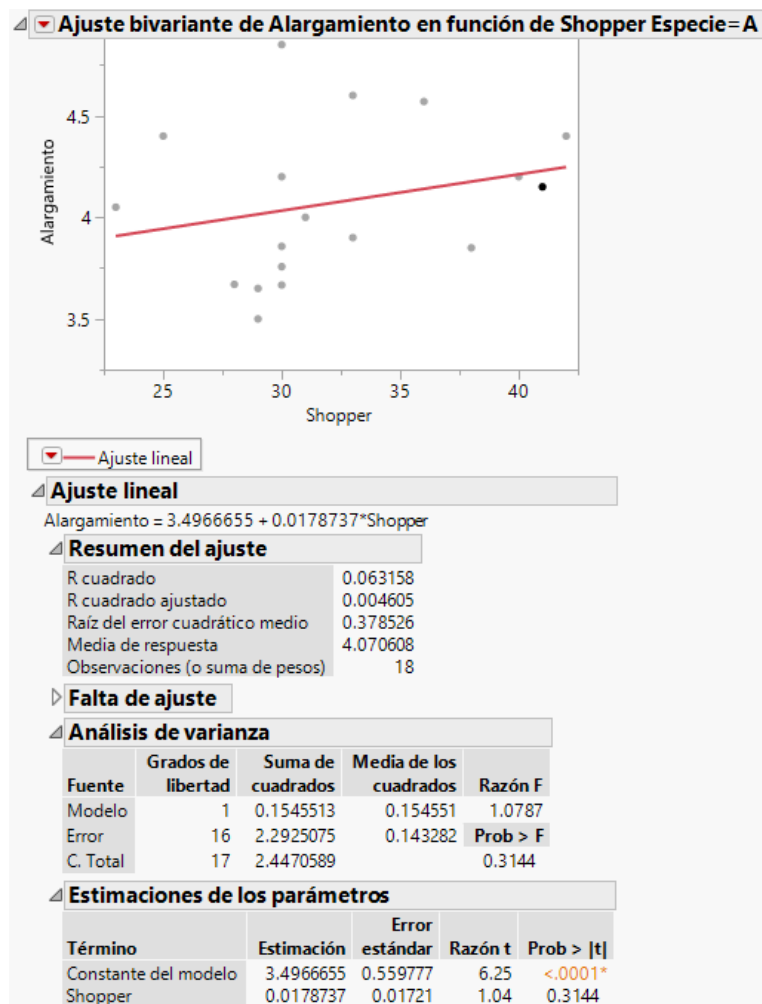 Ajuste bivariante de Alargamiento en función de Shopper Especie=A
4.5
4
3.5
Alargamiento
25 30 35 40
Shopper
Ajuste lineal
Ajuste lineal
Alargamiento = 3.4966655 + 0.0178737*Shopper
Resumen del ajuste
R cuadrado 0.063158
R cuadrado ajustado 0.004605
Raíz del error cuadrático medio 0.378526
Media de respuesta 4.070608
Observaciones (o suma de pesos) 18
Falta de ajuste
Análisis de varianza
Grados de Suma de Media de los
Fuente libertad cuadrados cuadrados Razón F
Modelo 1 0.1545513 0.154551 1.0787
Error 16 2.2925075 0.143282 Prob > F
C. Total 17 2.4470589 0.3144
Estimaciones de los parámetros
Error
Término Estimación estándar Razón t Prob > |t|
Constante del modelo 3.4966655 0.559777 6.25 <.0001*
Shopper 0.0178737 0.01721 1.04 0.3144